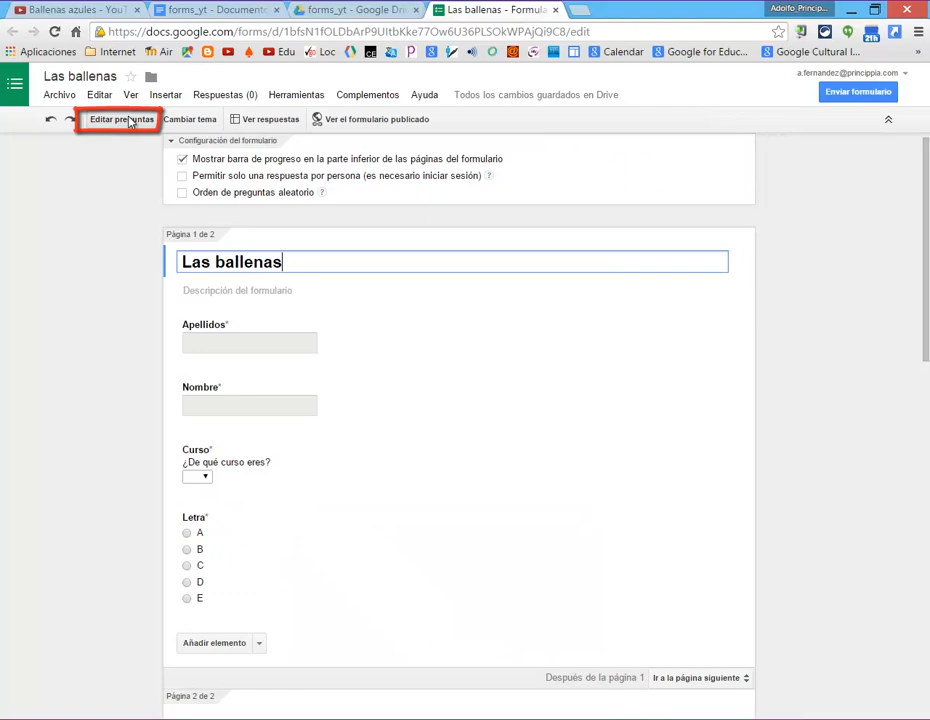 Ballenas azules - YouT
forms_yt - Documento
forms_yt - Google Driv
Las ballenas - Formula
Adolfo_Princip...
https://docs.google.com/forms/d/1bfsN1fOLDbArP9UItbKke77Ow6U36PLSOkWPAjQi9C8/edit
Aplicaciones
Internet
Air
Edu
Loc
Calendar
Google for Educ...
Google Cultural I...
21h
Las ballenas
a.fernandez@princippia.com
Archivo Editar Ver Insertar Respuestas (0) Herramientas Complementos Ayuda Todos los cambios guardados en Drive
Enviar formulario
Editar preguntas Cambiar tema Ver respuestas Ver el formulario publicado
Configuración del formulario
Mostrar barra de progreso en la parte inferior de las páginas del formulario
Permitir solo una respuesta por persona (es necesario iniciar sesión) ?
Orden de preguntas aleatorio ?
Página 1 de 2
Las ballenas
Descripción del formulario
Apellidos*
Nombre*
Curso*
¿De qué curso eres?
Letra*
A
B
C
D
E
Añadir elemento
Después de la página 1 Ir a la página siguiente
Página 2 de 2